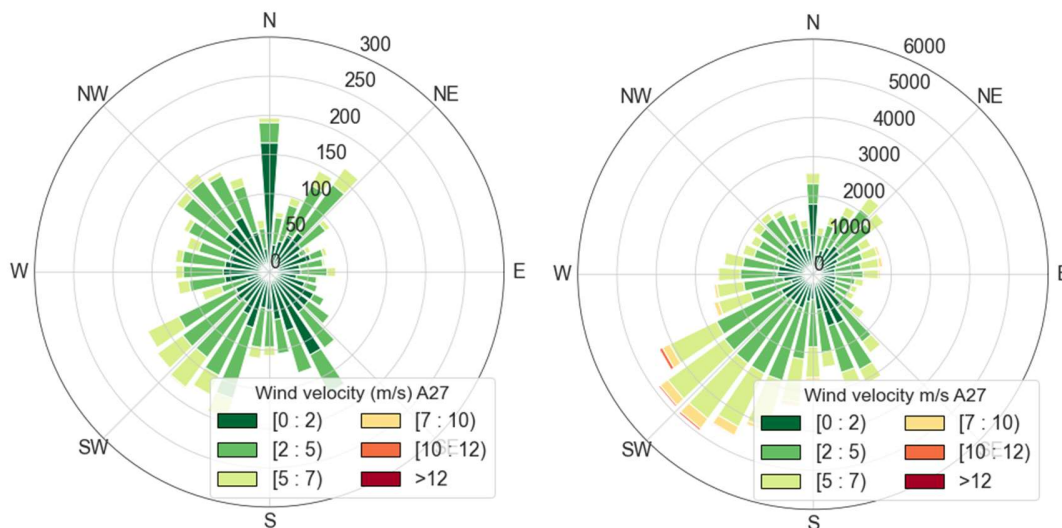 N
300
250
200
150
100
50
0
NW
NE
W
E
SW
SE
S
Wind velocity (m/s) A27
[0 : 2)
[7 : 10)
[2 : 5)
[10 : 12)
[5 : 7)
>12
N
6000
5000
4000
3000
2000
1000
0
NW
NE
W
E
SW
SE
S
Wind velocity m/s A27
[0 : 2)
[7 : 10)
[2 : 5)
[10 : 12)
[5 : 7)
>12